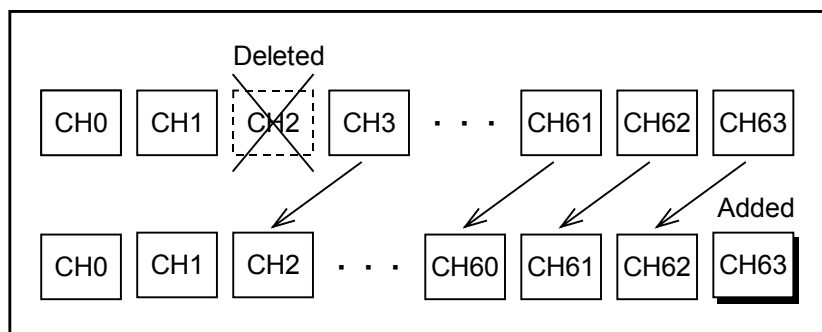 Deleted
CH0 CH1 CH2 CH3 · · · CH61 CH62 CH63
Added
CH0 CH1 CH2 · · · CH60 CH61 CH62 CH63